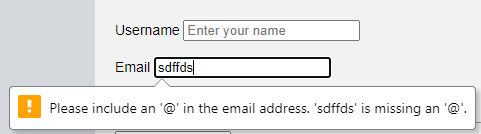 Username Enter your name
Email sdffds
Please include an '@' in the email address. 'sdffds' is missing an '@'.